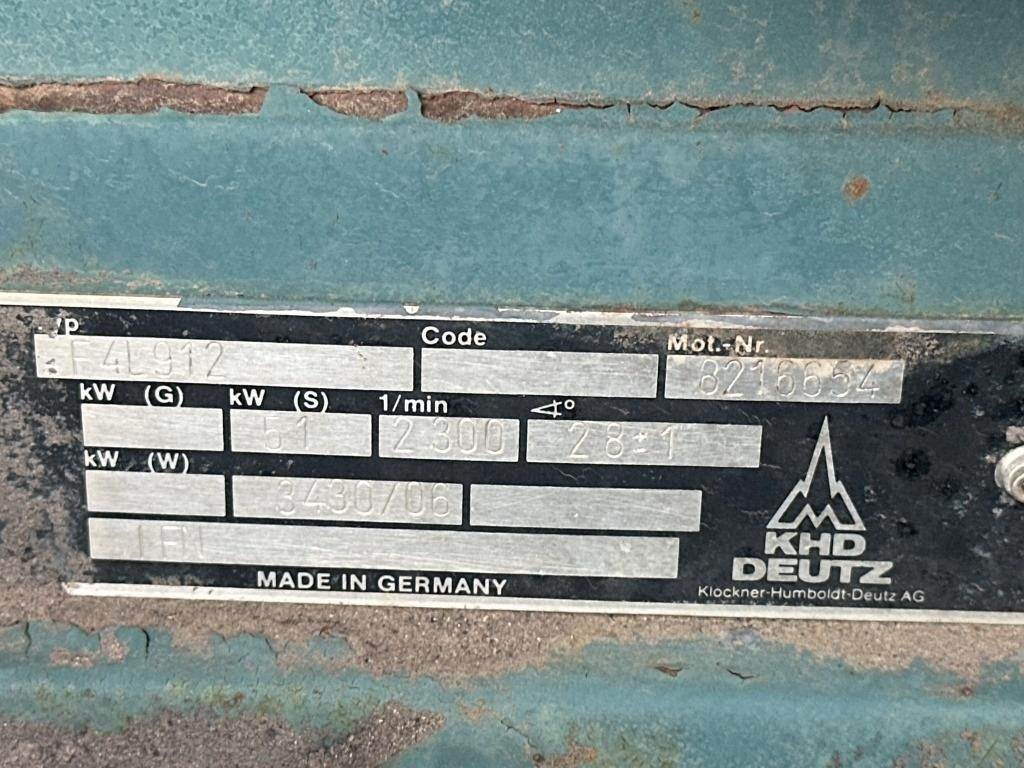 Typ Code Mot.-Nr.
F4L912 8216654
kW (G) kW (S) 1/min ∢°
51 2300 28±1
kW (W)
3430/06
KHD
DEUTZ
MADE IN GERMANY Klöckner-Humboldt-Deutz AG